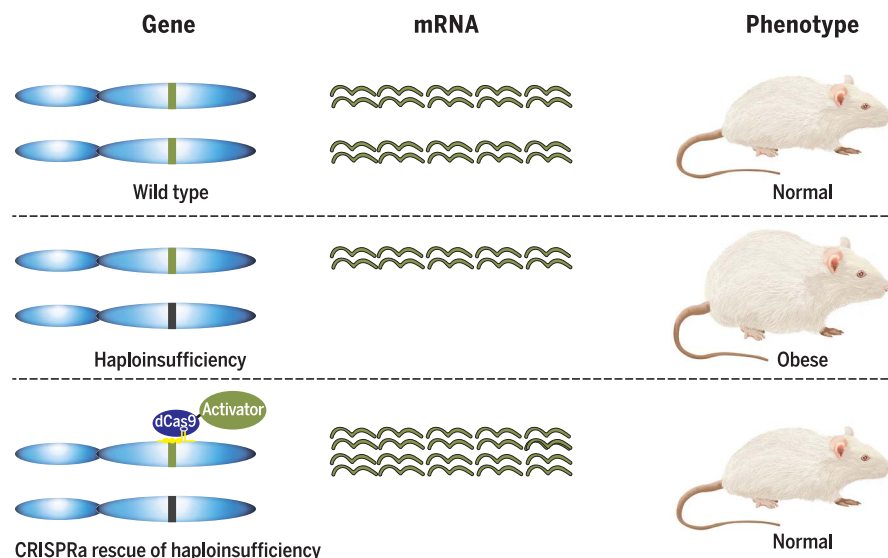 Gene mRNA Phenotype
Wild type Normal
Haploinsufficiency Obese
Activator
dCas9
CRISPRa rescue of haploinsufficiency Normal